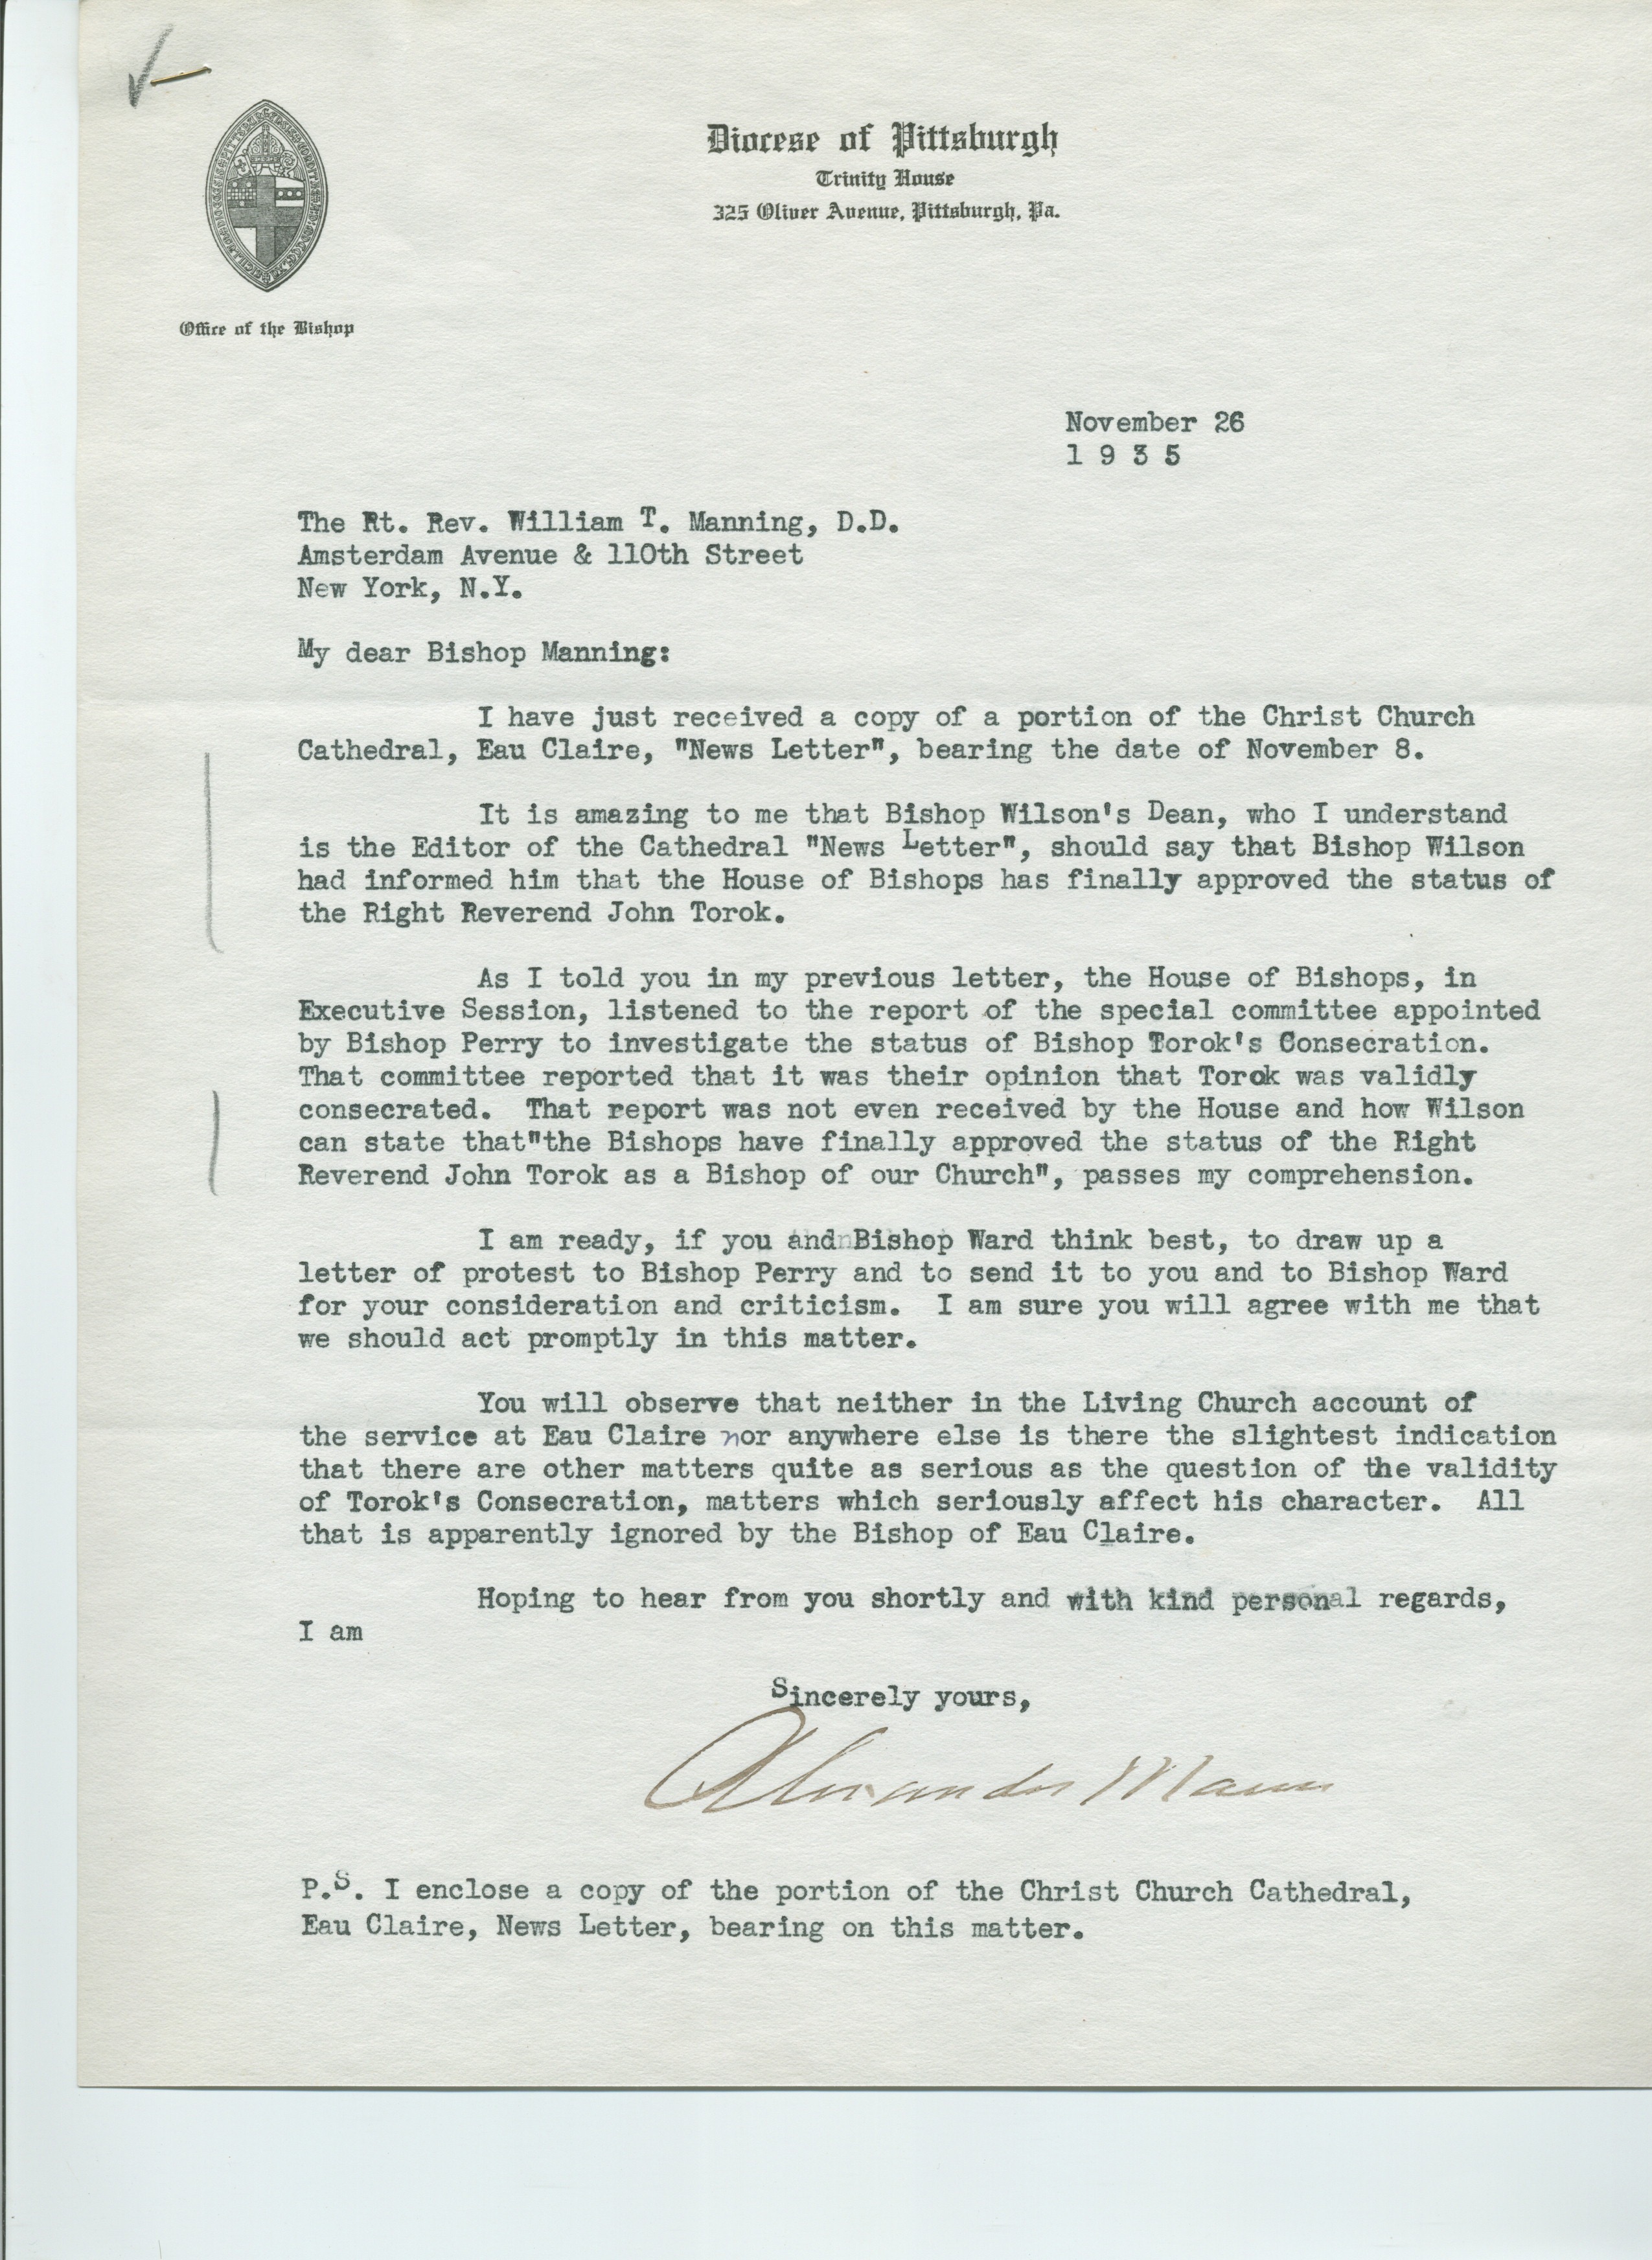 Diocese of Pittsburgh
Trinity House
325 Oliver Avenue, Pittsburgh, Pa.
Office of the Bishop
November 26
1 9 3 5
The Rt. Rev. William T. Manning, D.D.
Amsterdam Avenue & 110th Street
New York, N.Y.
My dear Bishop Manning:
I have just received a copy of a portion of the Christ Church
Cathedral, Eau Claire, "News Letter", bearing the date of November 8.
It is amazing to me that Bishop Wilson's Dean, who I understand
is the Editor of the Cathedral "News Letter", should say that Bishop Wilson
had informed him that the House of Bishops has finally approved the status of
the Right Reverend John Torok.
As I told you in my previous letter, the House of Bishops, in
Executive Session, listened to the report of the special committee appointed
by Bishop Perry to investigate the status of Bishop Torok's Consecration.
That committee reported that it was their opinion that Torok was validly
consecrated. That report was not even received by the House and how Wilson
can state that"the Bishops have finally approved the status of the Right
Reverend John Torok as a Bishop of our Church", passes my comprehension.
I am ready, if you and Bishop Ward think best, to draw up a
letter of protest to Bishop Perry and to send it to you and to Bishop Ward
for your consideration and criticism. I am sure you will agree with me that
we should act promptly in this matter.
You will observe that neither in the Living Church account of
the service at Eau Claire nor anywhere else is there the slightest indication
that there are other matters quite as serious as the question of the validity
of Torok's Consecration, matters which seriously affect his character. All
that is apparently ignored by the Bishop of Eau Claire.
Hoping to hear from you shortly and with kind personal regards,
I am
Sincerely yours,
Alexander Mann
P.S. I enclose a copy of the portion of the Christ Church Cathedral,
Eau Claire, News Letter, bearing on this matter.